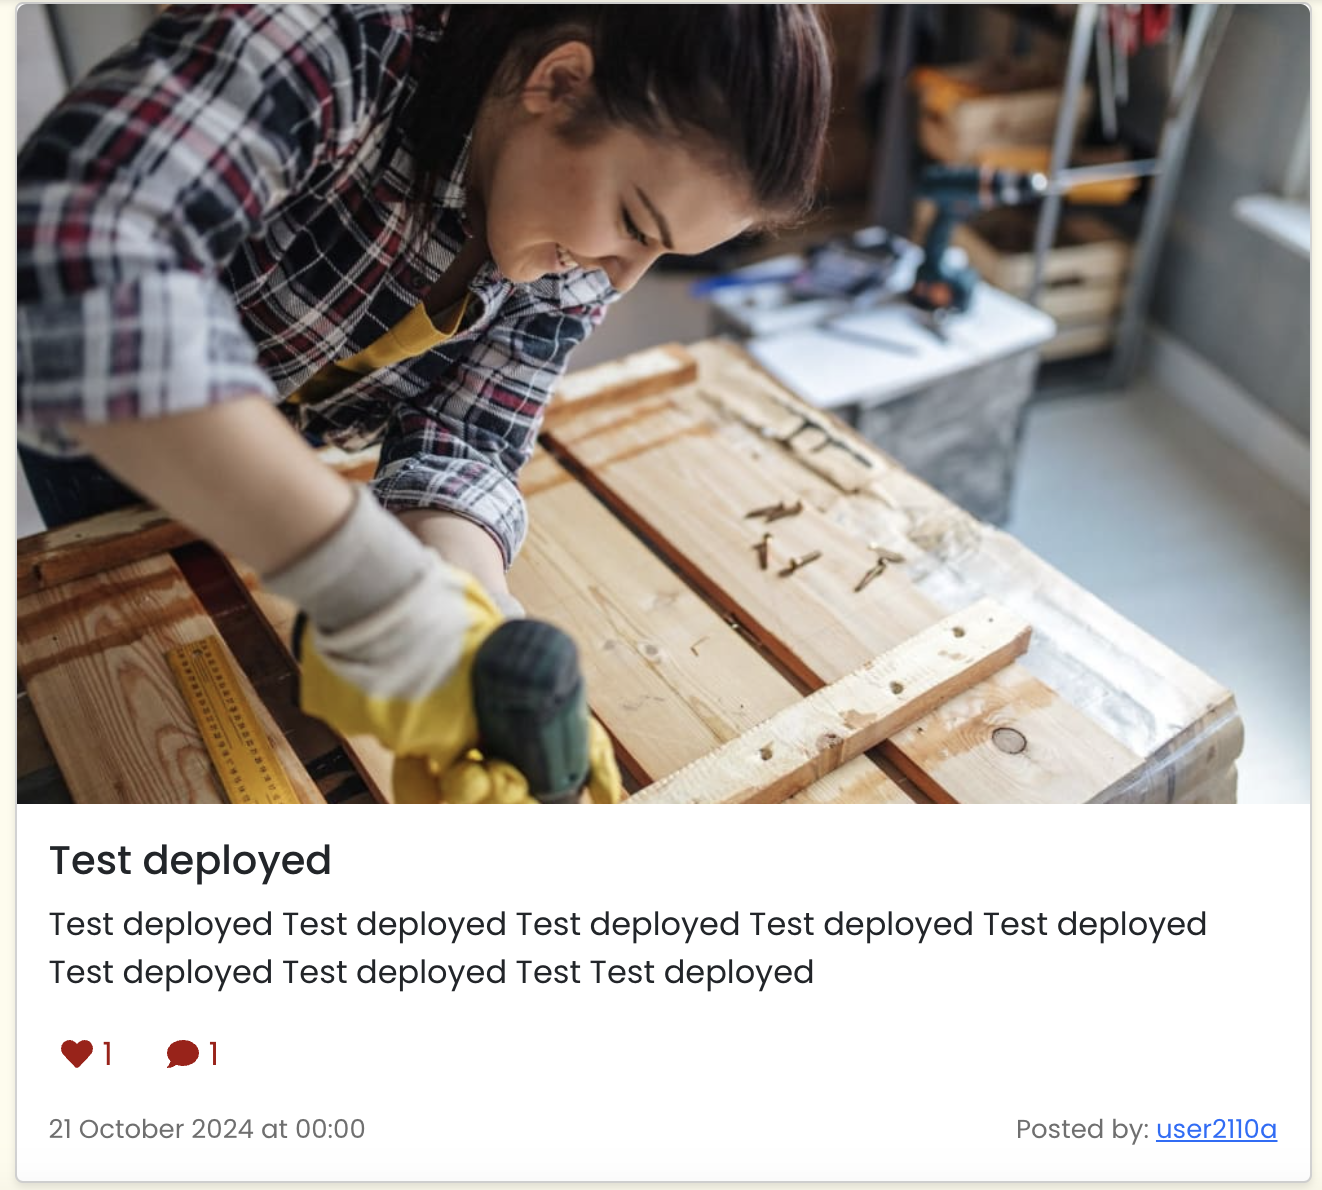 Test deployed
Test deployed Test deployed Test deployed Test deployed Test deployed
Test deployed Test deployed Test Test deployed
1 1
21 October 2024 at 00:00 Posted by: user2110a